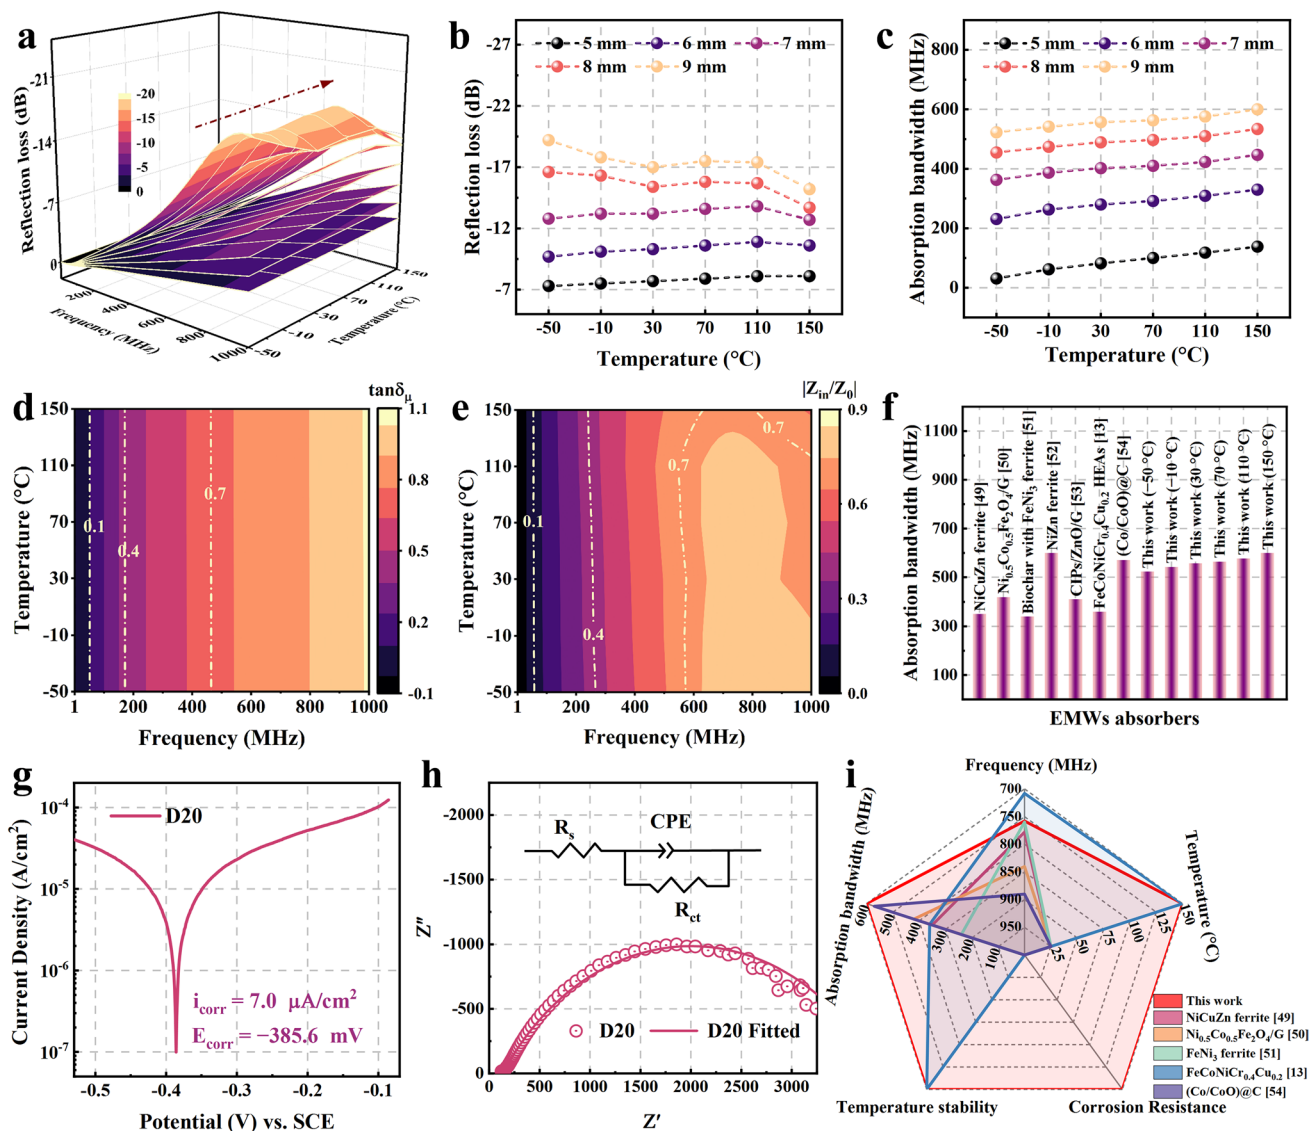 a
Reflection loss (dB)
-21
-14
-7
0
-20
-15
-10
-5
0
200
400
600
800
1000
Frequency (MHz)
-50
-10
30
70
110
150
Temperature (°C)
b
5 mm 6 mm 7 mm
8 mm 9 mm
Reflection loss (dB)
-27
-22
-17
-12
-7
-50 -10 30 70 110 150
Temperature (°C)
c
5 mm 6 mm 7 mm
8 mm 9 mm
Absorption bandwidth (MHz)
800
600
400
200
0
-50 -10 30 70 110 150
Temperature (°C)
d
tanδμ
Temperature (°C)
150
110
70
30
-10
-50
0.1
0.4
0.7
1 200 400 600 800 1000
Frequency (MHz)
1.1
0.8
0.5
0.2
-0.1
e
|Zin/Z0|
Temperature (°C)
150
110
70
30
-10
-50
0.1
0.4
0.7
0.7
1 200 400 600 800 1000
Frequency (MHz)
0.9
0.6
0.3
0.0
f
Absorption bandwidth (MHz)
1100
900
700
500
300
100
NiCuZn ferrite [49]
Ni0.5Co0.5Fe2O4/G [50]
Biochar with FeNi3 ferrite [51]
NiZn ferrite [52]
CIPs/ZnO/G [53]
FeCoNiCr0.4Cu0.2 HEAs [13]
(Co/CoO)@C [54]
This work (−50 °C)
This work (−10 °C)
This work (30 °C)
This work (70 °C)
This work (110 °C)
This work (150 °C)
EMWs absorbers
g
D20
Current Density (A/cm2)
10-4
10-5
10-6
10-7
icorr = 7.0 μA/cm2
Ecorr = −385.6 mV
-0.5 -0.4 -0.3 -0.2 -0.1
Potential (V) vs. SCE
h
Z″
-2000
-1500
-1000
-500
0
Rs
CPE
Rct
D20 D20 Fitted
0 500 1000 1500 2000 2500 3000
Z′
i
Frequency (MHz)
700
750
800
850
900
950
Temperature (°C)
25
50
75
100
125
150
Absorption bandwidth (MHz)
600
500
400
300
200
100
Temperature stability
Corrosion Resistance
This work
NiCuZn ferrite [49]
Ni0.5Co0.5Fe2O4/G [50]
FeNi3 ferrite [51]
FeCoNiCr0.4Cu0.2 [13]
(Co/CoO)@C [54]